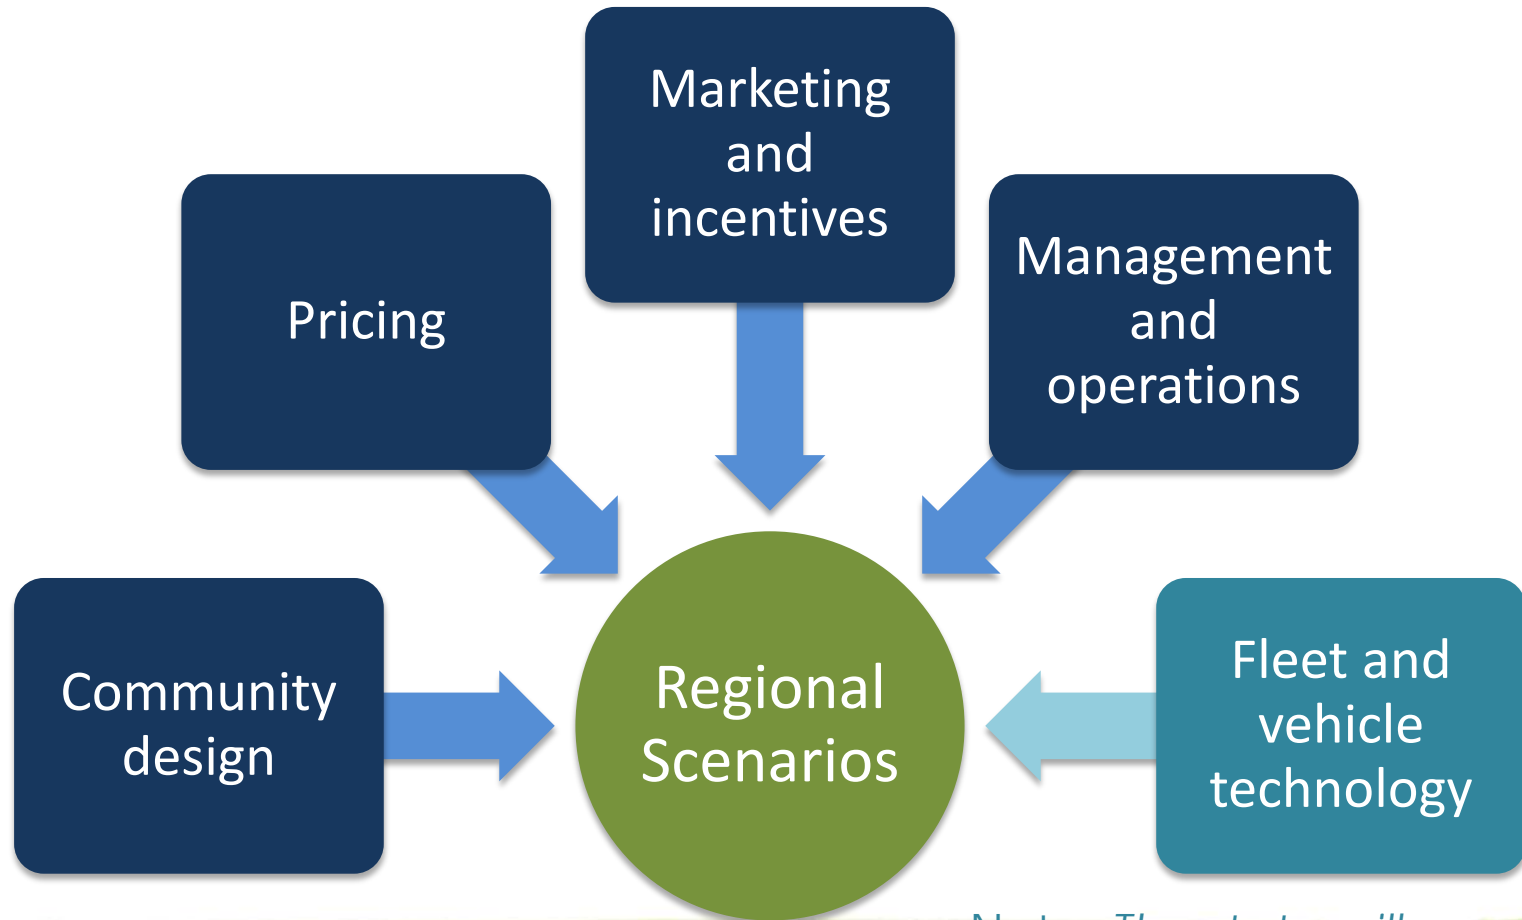 Marketing
and
incentives
Pricing
Management
and
operations
Community
design
Regional
Scenarios
Fleet and
vehicle
technology